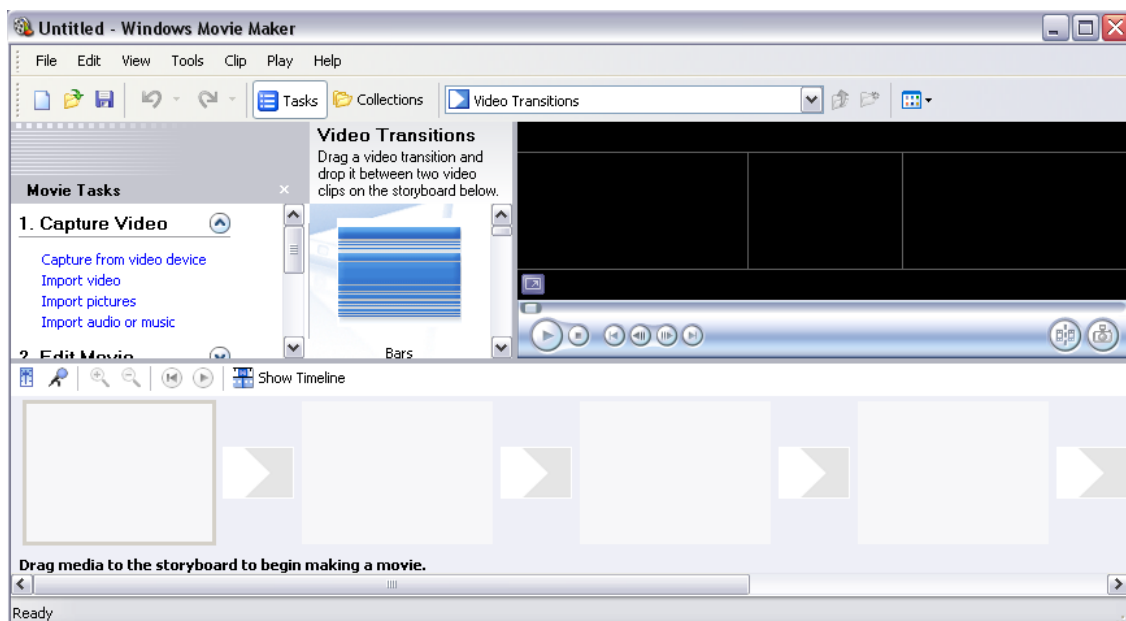 Untitled - Windows Movie Maker
File Edit View Tools Clip Play Help
Tasks Collections Video Transitions
Video Transitions
Drag a video transition and
drop it between two video
clips on the storyboard below.
Movie Tasks
1. Capture Video
Capture from video device
Import video
Import pictures
Import audio or music
2. Edit Movie
Bars
Show Timeline
Drag media to the storyboard to begin making a movie.
Ready